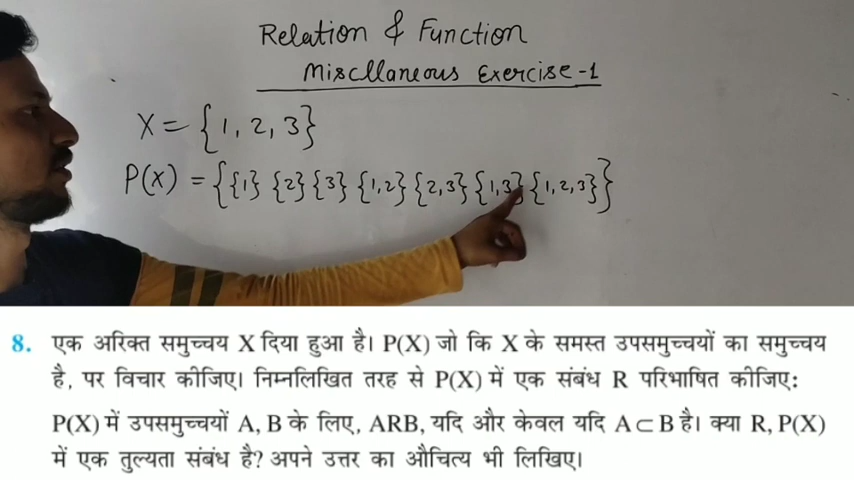 Relation & Function
Miscllaneous Exercise-1
X = {1, 2, 3}
P(X) = {{1} {2} {3} {1,2} {2,3} {1,3} {1,2,3}}
8. एक अरिक्त समुच्चय X दिया हुआ है। P(X) जो कि X के समस्त उपसमुच्चयों का समुच्चय
है, पर विचार कीजिए। निम्नलिखित तरह से P(X) में एक संबंध R परिभाषित कीजिए:
P(X) में उपसमुच्चयों A, B के लिए, ARB, यदि और केवल यदि A⊂B है। क्या R, P(X)
में एक तुल्यता संबंध है? अपने उत्तर का औचित्य भी लिखिए।